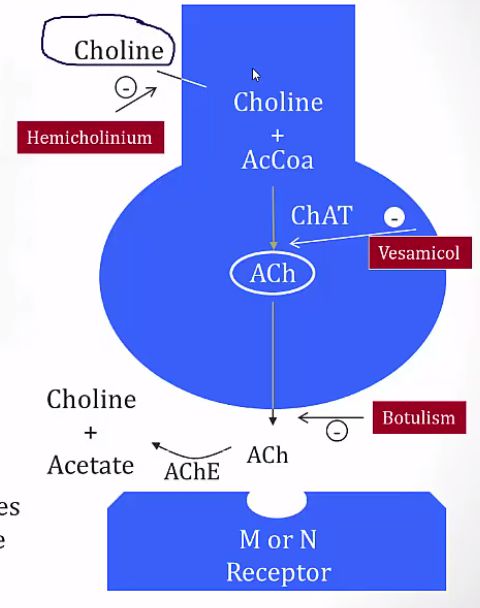 Choline
-
Hemicholinium
Choline
+
AcCoa
ChAT
-
Vesamicol
ACh
Botulism
-
Choline
+
Acetate
AChE
ACh
es
e
M or N
Receptor